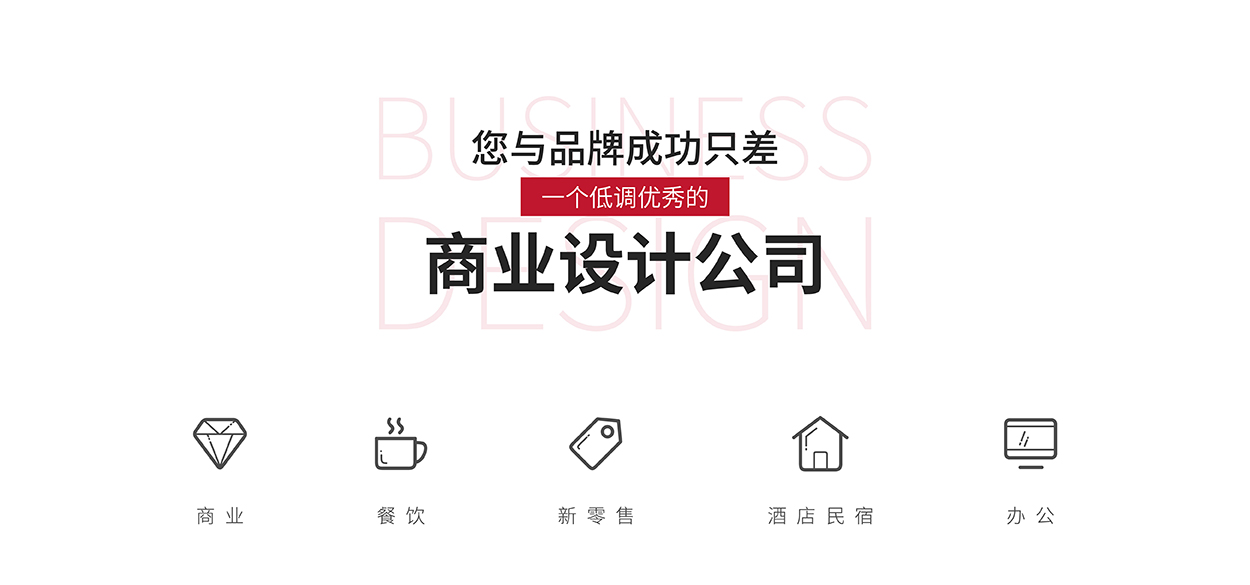 BUSINESS
您与品牌成功只差
一个低调优秀的
DESIGN
商业设计公司
商业
餐饮
新零售
酒店民宿
办公